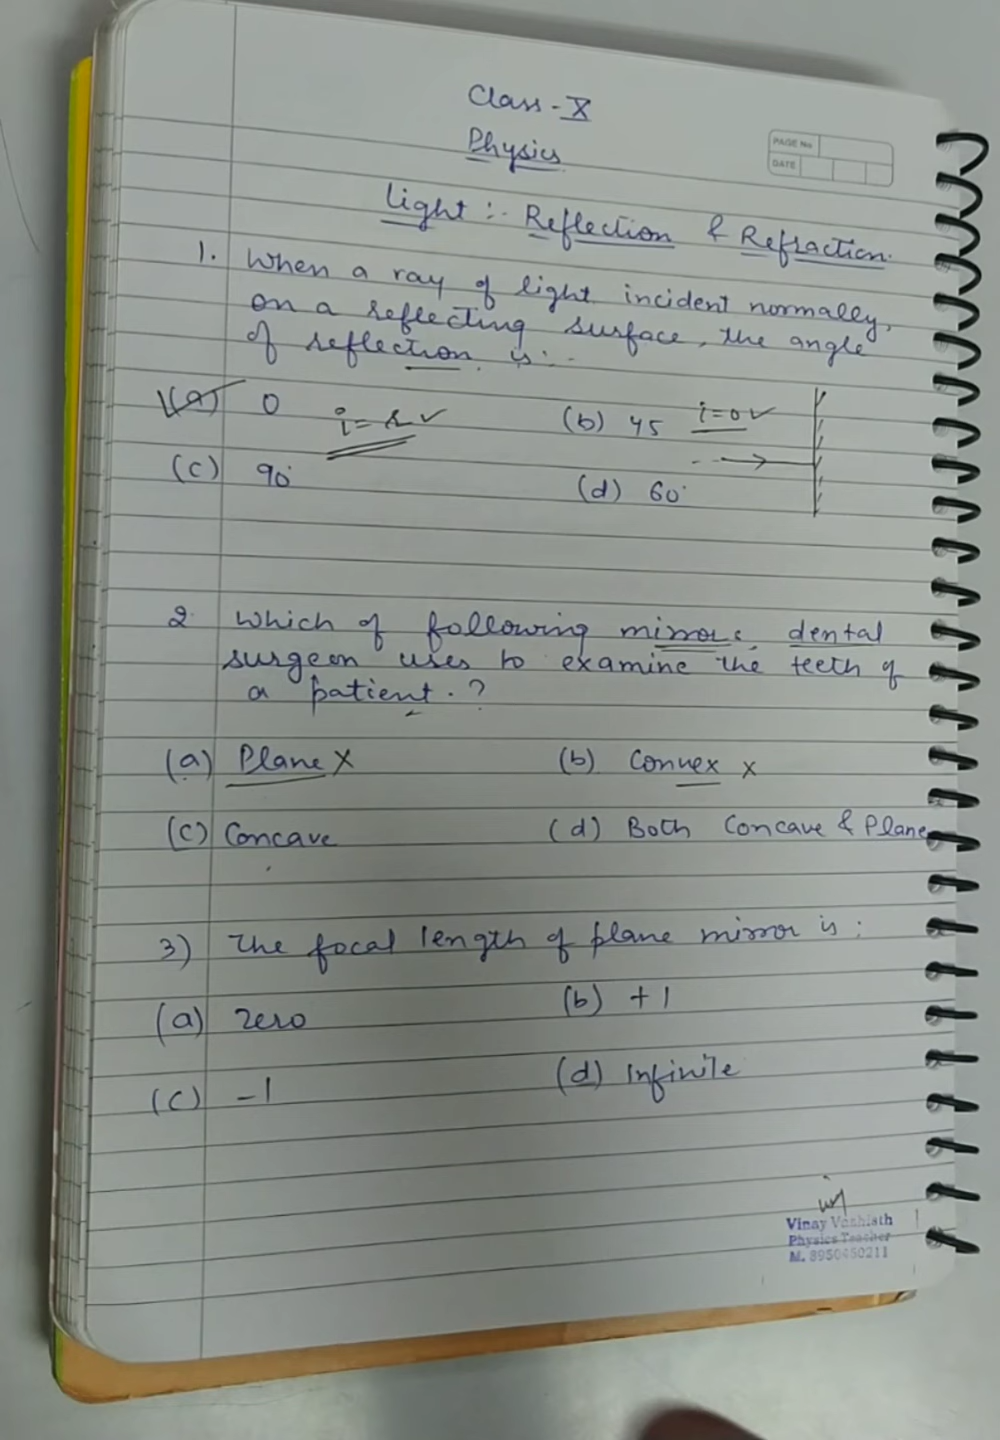 Class - X
Physics
PAGE No
DATE
Light :- Reflection & Refraction.
1. When a ray of light incident normally,
on a reflecting surface, the angle
of reflection is :-
(a) 0 i = r ✓ (b) 45 i = 0 ✓
(c) 90° (d) 60°
2. Which of following mirror, dental
surgeon uses to examine the teeth of
a patient . ?
(a) Plane X (b) Convex x
(c) Concave (d) Both Concave & Plane
3) The focal length of plane mirror is :
(a) zero (b) +1
(c) -1 (d) Infinite
Vinay Vashisth
Physics Teacher